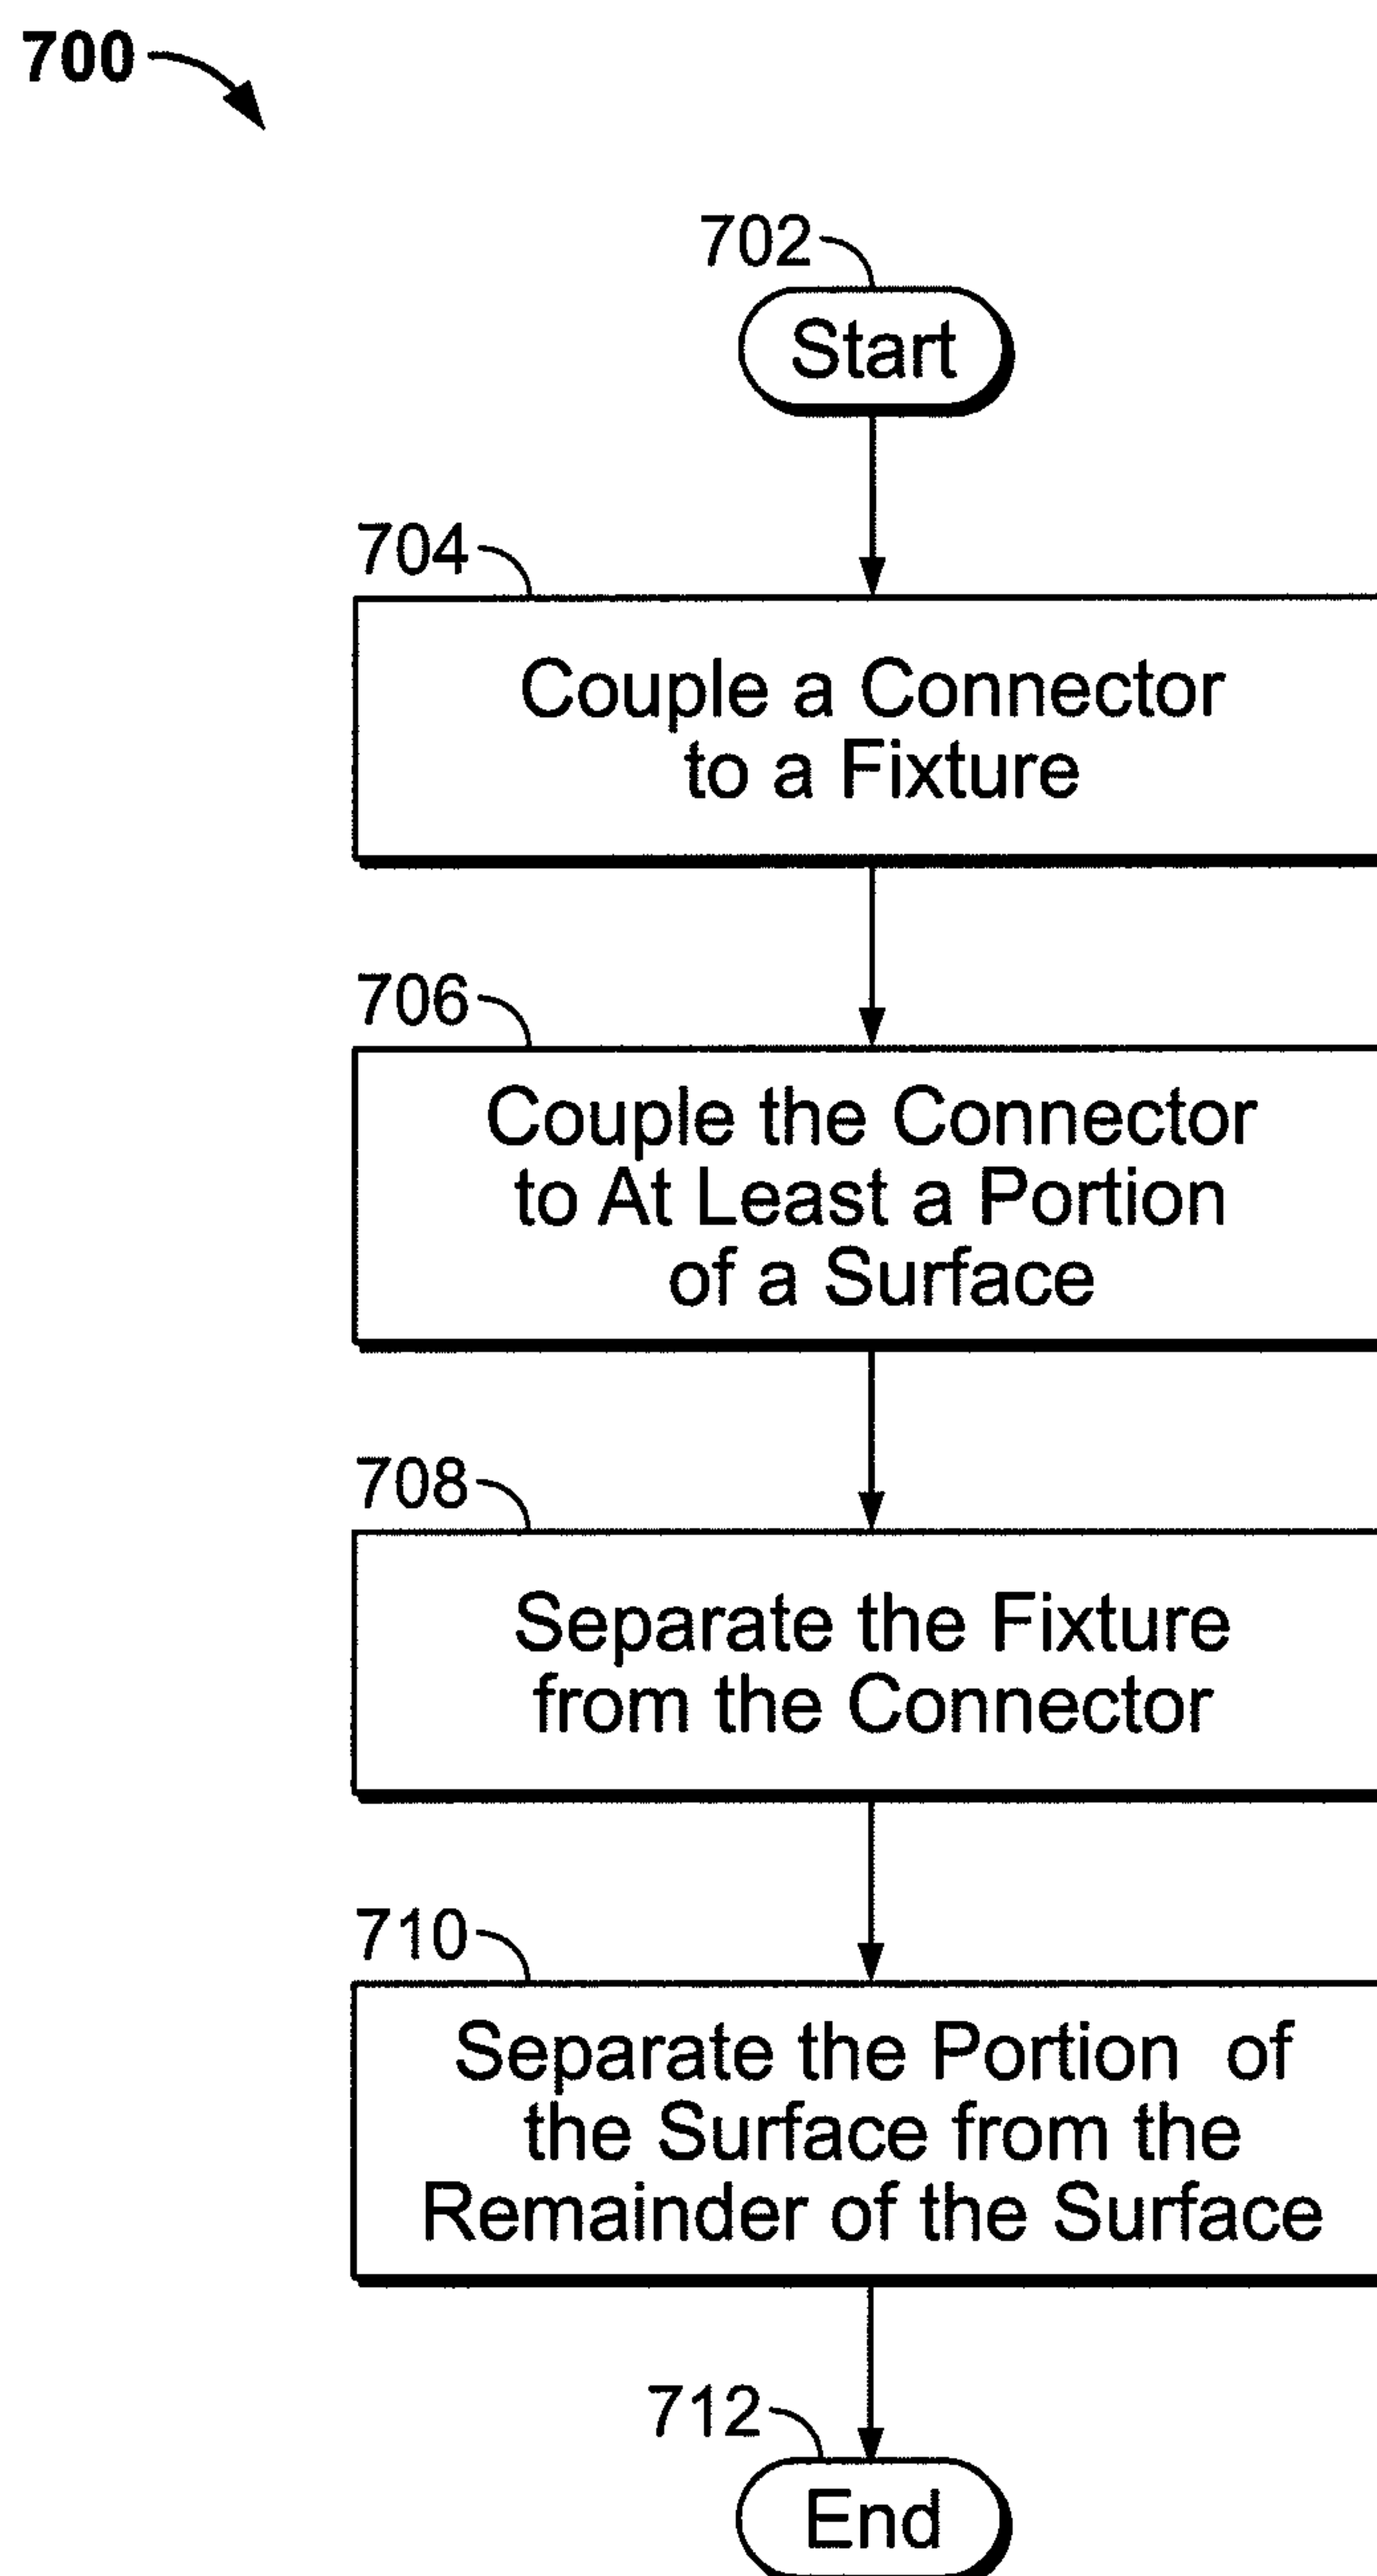 700
702
Start
704
Couple a Connector
to a Fixture
706
Couple the Connector
to At Least a Portion
of a Surface
708
Separate the Fixture
from the Connector
710
Separate the Portion of
the Surface from the
Remainder of the Surface
712
End